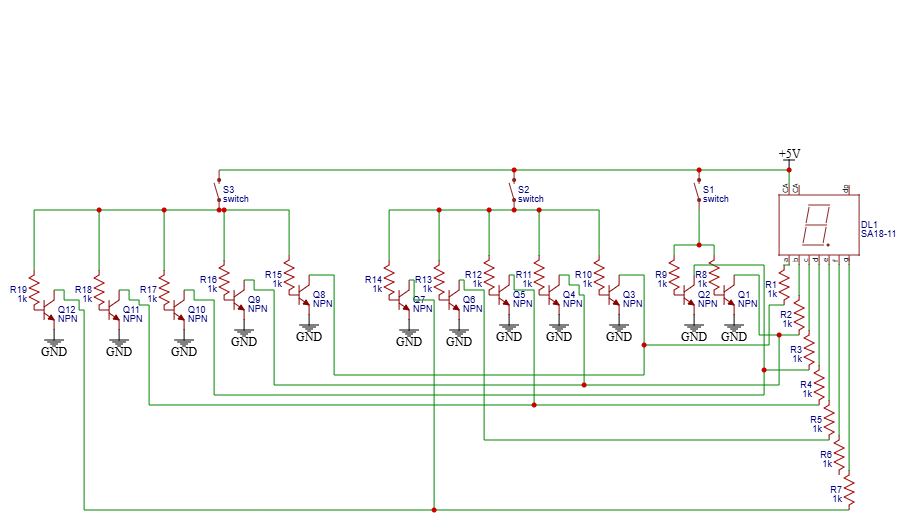 +5V
S3
switch
S2
switch
S1
switch
CA
CA
dp
DL1
SA18-11
a
b
c
d
e
f
g
R19
1k
R18
1k
R17
1k
R16
1k
R15
1k
R14
1k
R13
1k
R12
1k
R11
1k
R10
1k
R9
1k
R8
1k
R1
1k
Q12
NPN
Q11
NPN
Q10
NPN
Q9
NPN
Q8
NPN
Q7
NPN
Q6
NPN
Q5
NPN
Q4
NPN
Q3
NPN
Q2
NPN
Q1
NPN
GND
GND
GND
GND
GND
GND
GND
GND
GND
GND
GND
GND
R2
1k
R3
1k
R4
1k
R5
1k
R6
1k
R7
1k